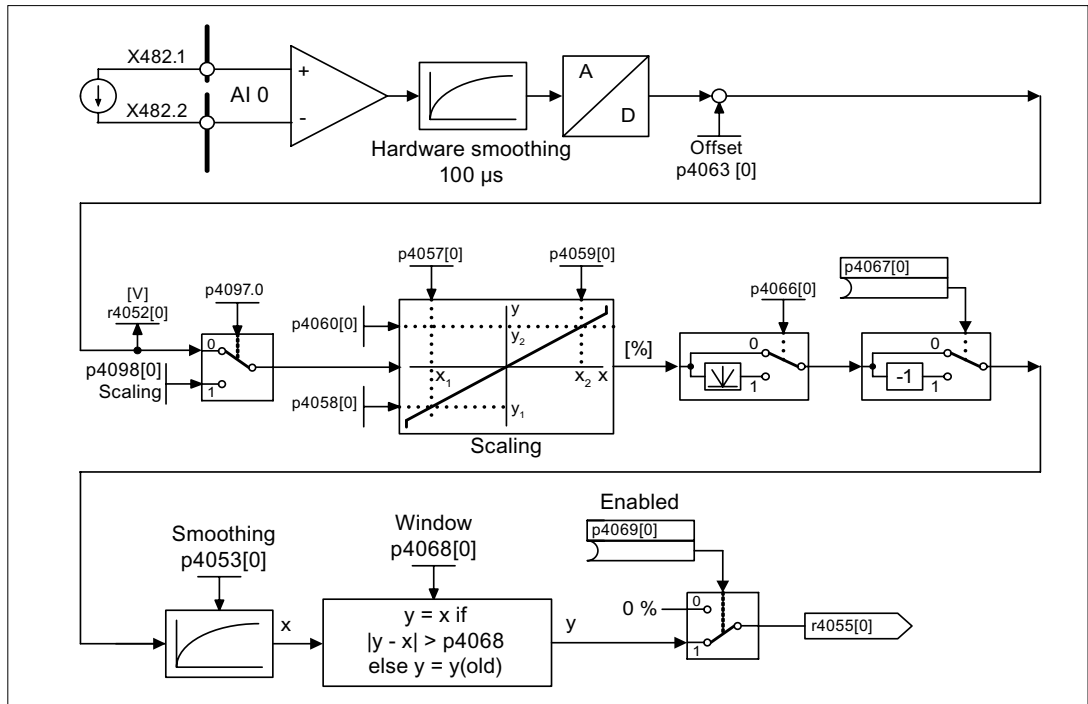 X482.1
X482.2
AI 0
+
-
Hardware smoothing
100 µs
A
D
Offset
p4063 [0]
[V]
r4052[0]
p4098[0]
Scaling
p4097.0
0
1
p4060[0]
p4058[0]
p4057[0]
p4059[0]
y
y2
x1
x2
x
y1
Scaling
[%]
p4066[0]
0
1
p4067[0]
0
-1
1
Smoothing
p4053[0]
x
Window
p4068[0]
y = x if
|y - x| > p4068
else y = y(old)
y
Enabled
p4069[0]
0 %
0
1
r4055[0]